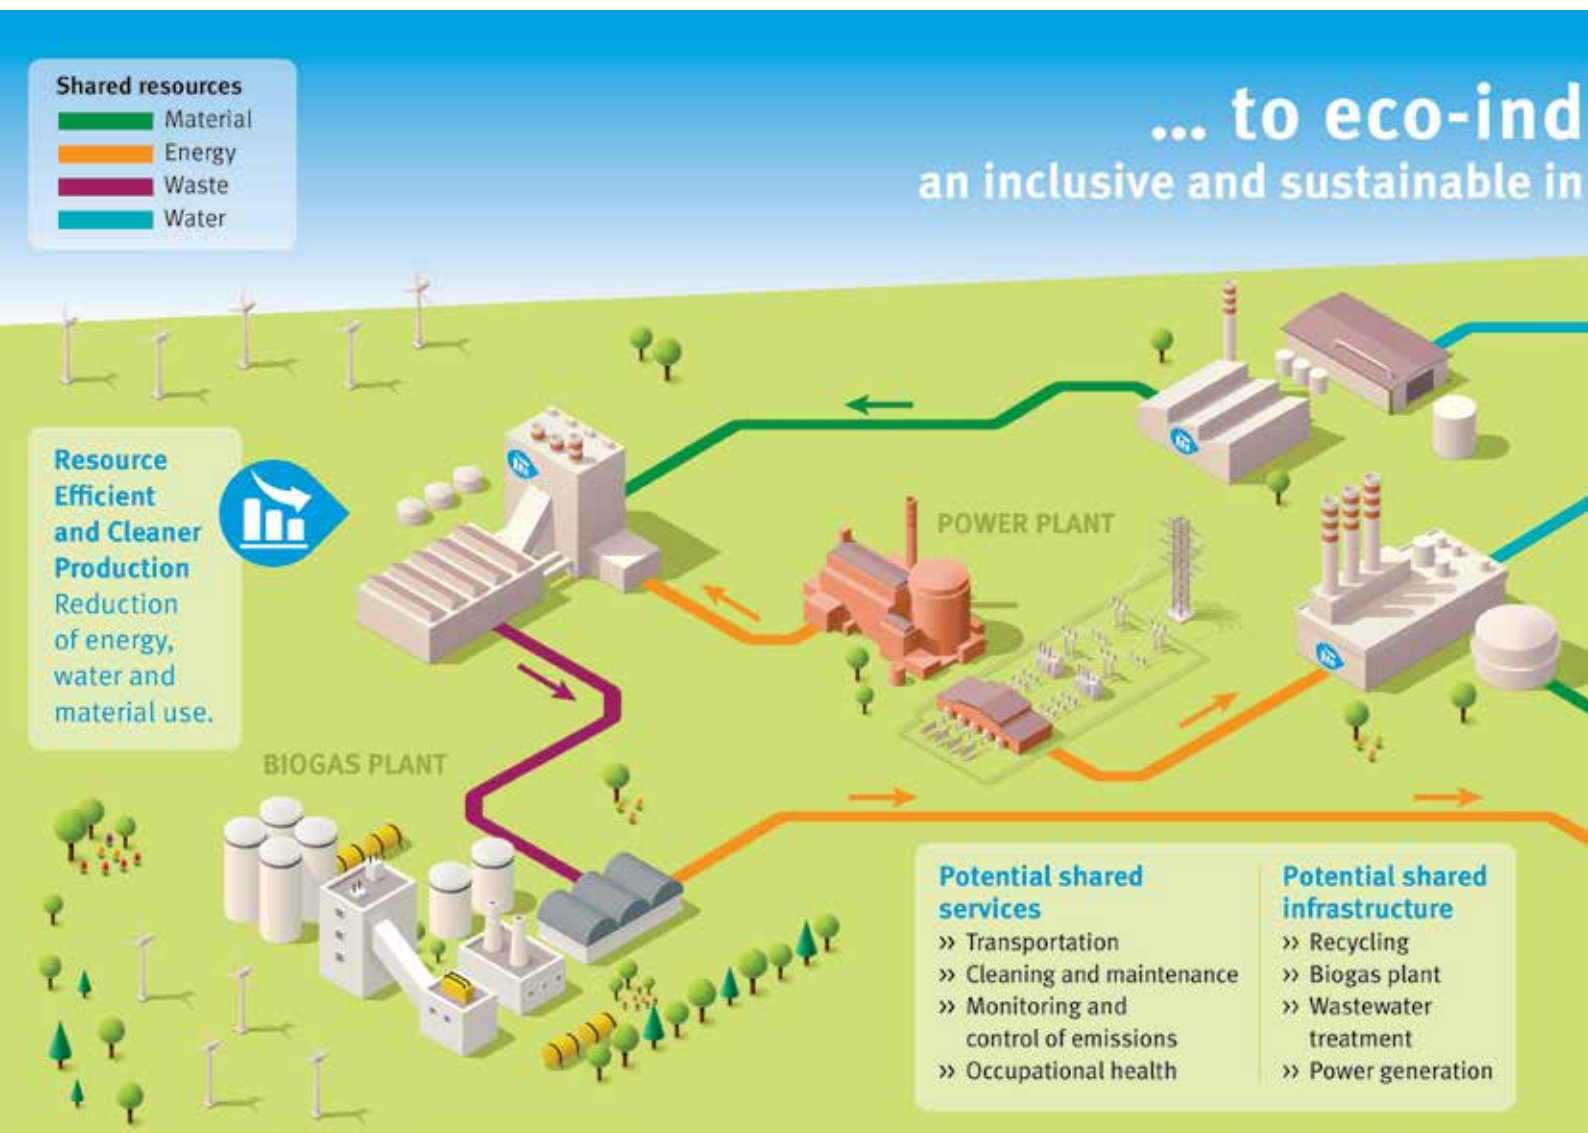 Shared resources
Material
Energy
Waste
Water
... to eco-ind
an inclusive and sustainable in
Resource
Efficient
and Cleaner
Production
Reduction
of energy,
water and
material use.
POWER PLANT
BIOGAS PLANT
Potential shared
services
›› Transportation
›› Cleaning and maintenance
›› Monitoring and
control of emissions
›› Occupational health
Potential shared
infrastructure
›› Recycling
›› Biogas plant
›› Wastewater
treatment
›› Power generation